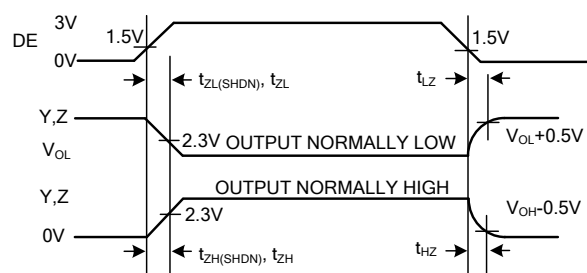 3V
DE
1.5V
1.5V
0V
tZL(SHDN), tZL
tLZ
Y,Z
2.3V
OUTPUT NORMALLY LOW
VOL+0.5V
VOL
OUTPUT NORMALLY HIGH
Y,Z
2.3V
VOH-0.5V
0V
tZH(SHDN), tZH
tHZ